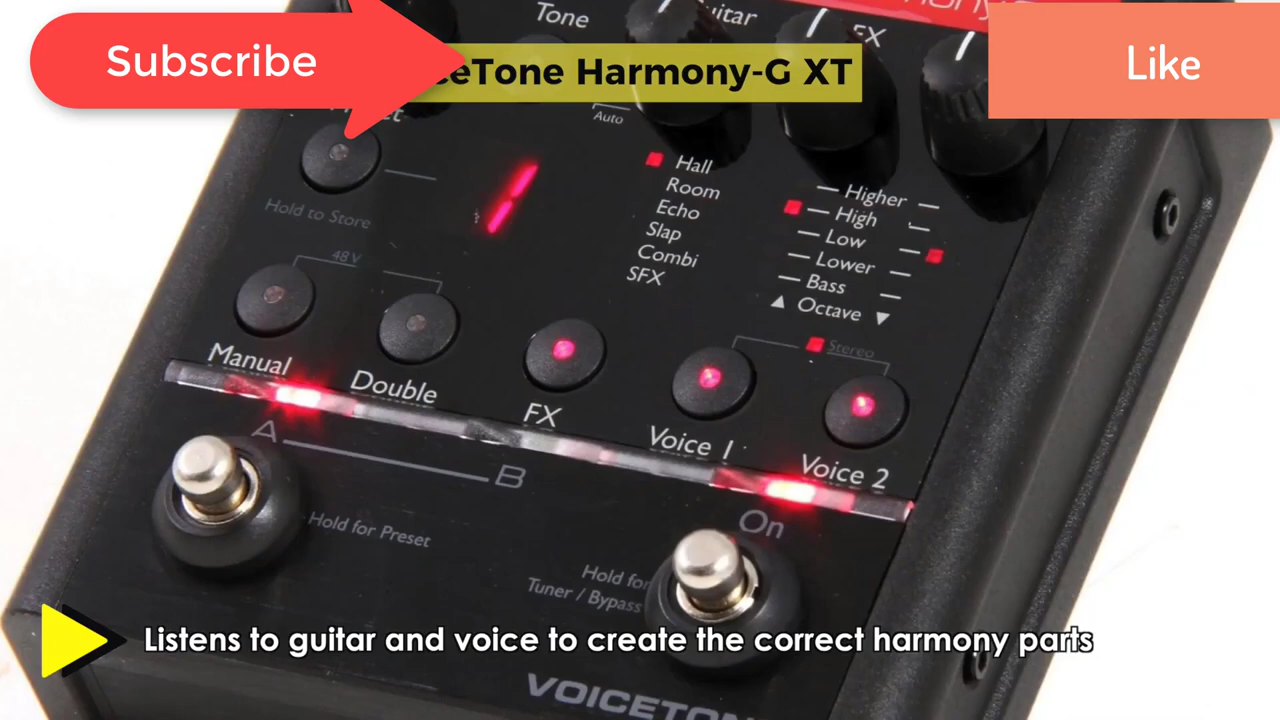 Tone
Guitar
FX
Subscribe
Like
ceTone Harmony-G XT
Auto
Hold to Store
48V
Hall
Room
Echo
Slap
Combi
SFX
Higher
High
Low
Lower
Bass
▲ Octave ▼
Stereo
Manual
Double
FX
Voice 1
Voice 2
A
B
On
Hold for Preset
Hold for
Tuner / Bypass
Listens to guitar and voice to create the correct harmony parts
VOICETON